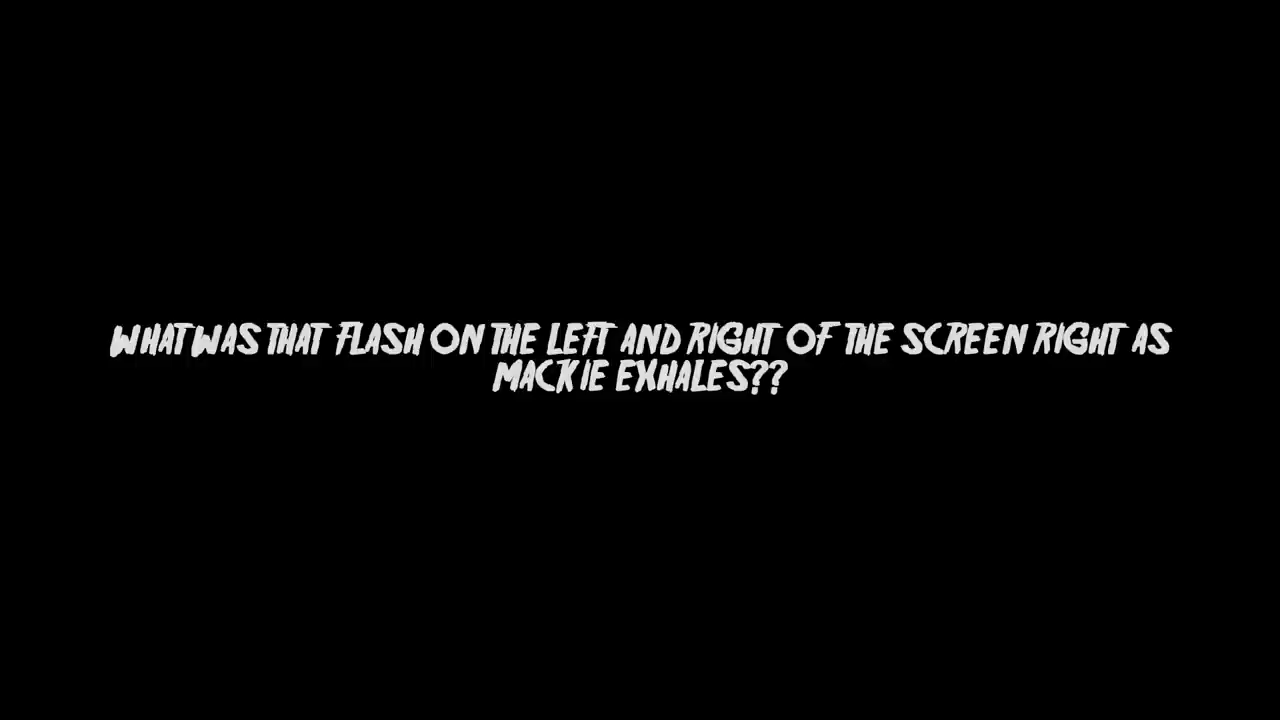 WHAT WAS THAT FLASH ON THE LEFT AND RIGHT OF THE SCREEN RIGHT AS
MACKIE EXHALES??